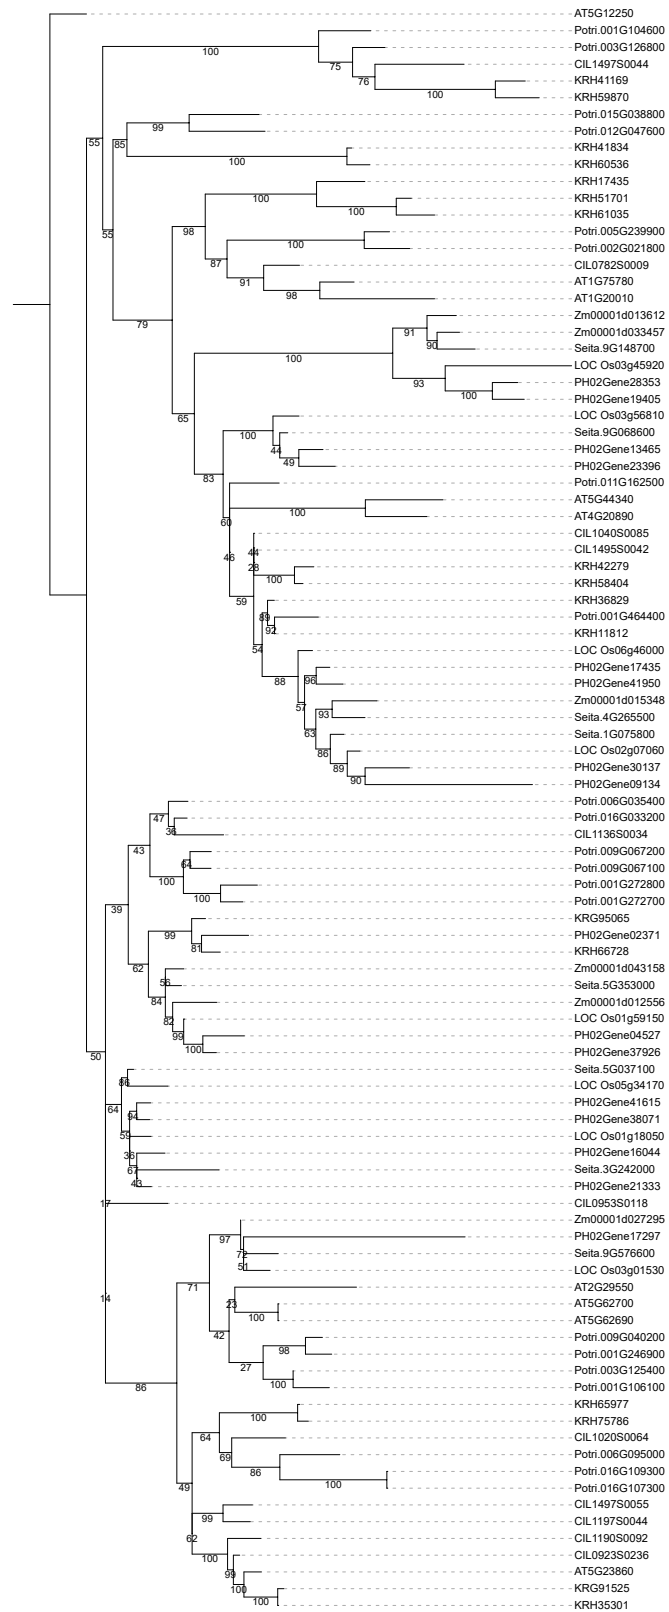 AT5G12250
Potri.001G104600
100
Potri.003G126800
75
CIL1497S0044
76
KRH41169
100
KRH59870
Potri.015G038800
99
Potri.012G047600
55
85
KRH41834
100
KRH60536
KRH17435
100
KRH51701
100
KRH61035
98
55
Potri.005G239900
100
Potri.002G021800
87
CIL0782S0009
91
AT1G75780
98
AT1G20010
Zm00001d013612
79
91
Zm00001d033457
90
Seita.9G148700
100
LOC Os03g45920
93
PH02Gene28353
100
PH02Gene19405
65
LOC Os03g56810
100
Seita.9G068600
44
PH02Gene13465
49
PH02Gene23396
83
Potri.011G162500
AT5G44340
100
AT4G20890
60
CIL1040S0085
44
CIL1495S0042
46
28
KRH42279
100
KRH58404
59
KRH36829
89
Potri.001G464400
92
KRH11812
54
LOC Os06g46000
88
PH02Gene17435
96
PH02Gene41950
57
Zm00001d015348
93
Seita.4G265500
63
Seita.1G075800
86
LOC Os02g07060
89
PH02Gene30137
90
PH02Gene09134
Potri.006G035400
47
Potri.016G033200
36
CIL1136S0034
43
Potri.009G067200
64
Potri.009G067100
100
Potri.001G272800
100
Potri.001G272700
39
KRG95065
99
PH02Gene02371
81
KRH66728
62
Zm00001d043158
56
Seita.5G353000
84
Zm00001d012556
82
LOC Os01g59150
99
PH02Gene04527
100
PH02Gene37926
50
Seita.5G037100
86
LOC Os05g34170
64
PH02Gene41615
94
PH02Gene38071
59
LOC Os01g18050
36
PH02Gene16044
67
Seita.3G242000
43
PH02Gene21333
17
CIL0953S0118
Zm00001d027295
97
PH02Gene17297
72
Seita.9G576600
51
LOC Os03g01530
71
AT2G29550
14
23
AT5G62700
100
AT5G62690
42
Potri.009G040200
98
Potri.001G246900
27
Potri.003G125400
100
Potri.001G106100
86
KRH65977
100
KRH75786
64
CIL1020S0064
69
Potri.006G095000
86
Potri.016G109300
100
Potri.016G107300
49
CIL1497S0055
99
CIL1197S0044
62
CIL1190S0092
100
CIL0923S0236
99
AT5G23860
100
KRG91525
100
KRH35301